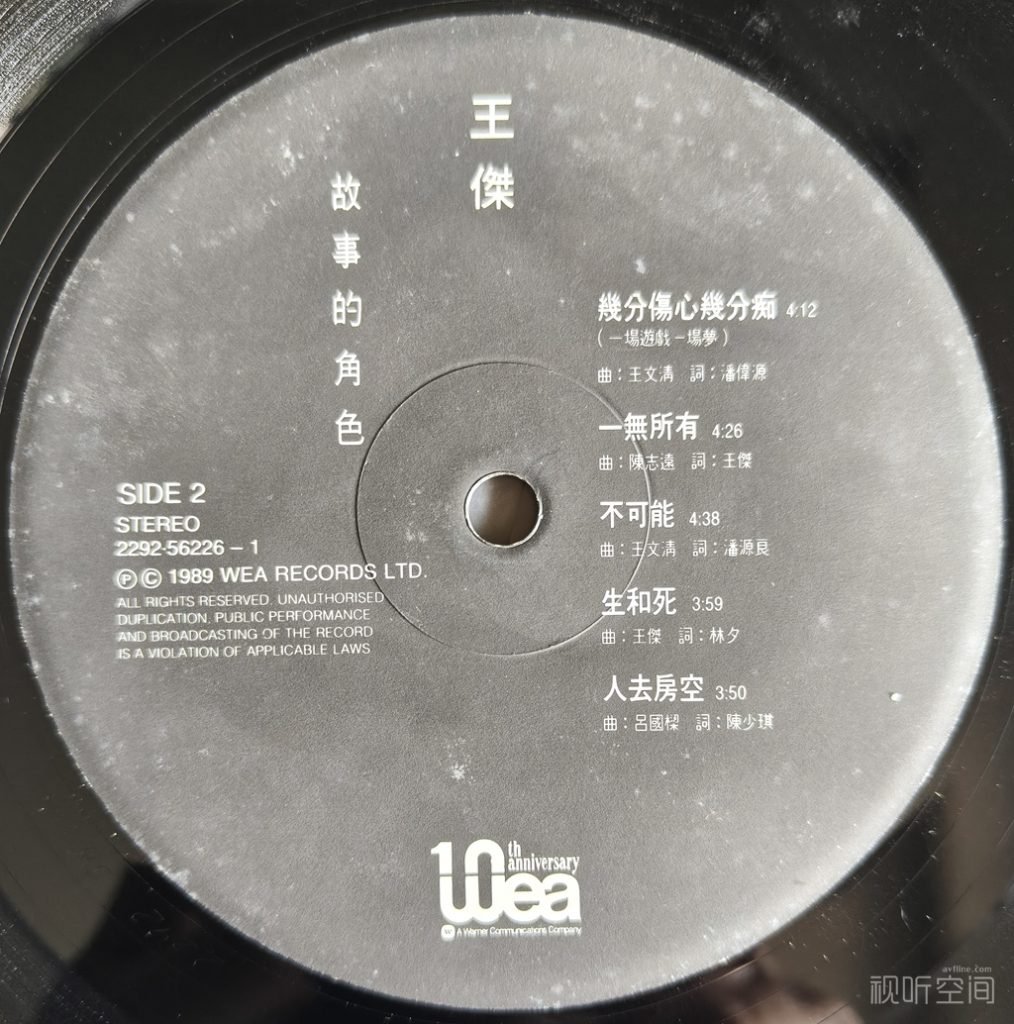 王傑
故事的角色
幾分傷心幾分痴 4:12
(一場遊戲一場夢)
曲：王文清 詞：潘偉源
一無所有 4:26
曲：陳志遠 詞：王傑
不可能 4:38
曲：王文清 詞：潘源良
生和死 3:59
曲：王傑 詞：林夕
人去房空 3:50
曲：呂國樑 詞：陳少琪
SIDE 2
STEREO
2292-56226 – 1
Ⓟ © 1989 WEA RECORDS LTD.
ALL RIGHTS RESERVED. UNAUTHORISED
DUPLICATION, PUBLIC PERFORMANCE
AND BROADCASTING OF THE RECORD
IS A VIOLATION OF APPLICABLE LAWS
10th anniversary
wea
A Warner Communications Company
avfline.com
视听空间